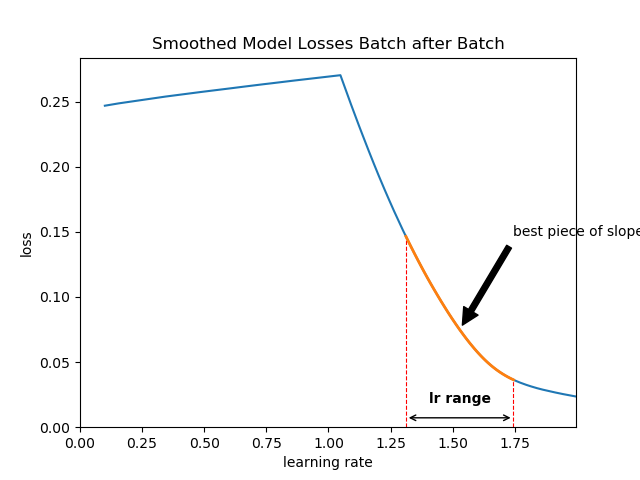 Smoothed Model Losses Batch after Batch
0.25
0.20
0.15
0.10
0.05
0.00
loss
best piece of slope
lr range
0.00 0.25 0.50 0.75 1.00 1.25 1.50 1.75
learning rate